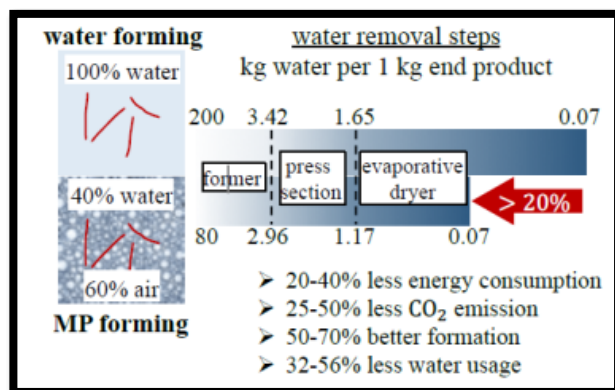 water forming
100% water
40% water
60% air
MP forming
water removal steps
kg water per 1 kg end product
200 3.42 1.65 0.07
former
press
section
evaporative
dryer
> 20%
80 2.96 1.17 0.07
➢ 20-40% less energy consumption
➢ 25-50% less CO₂ emission
➢ 50-70% better formation
➢ 32-56% less water usage